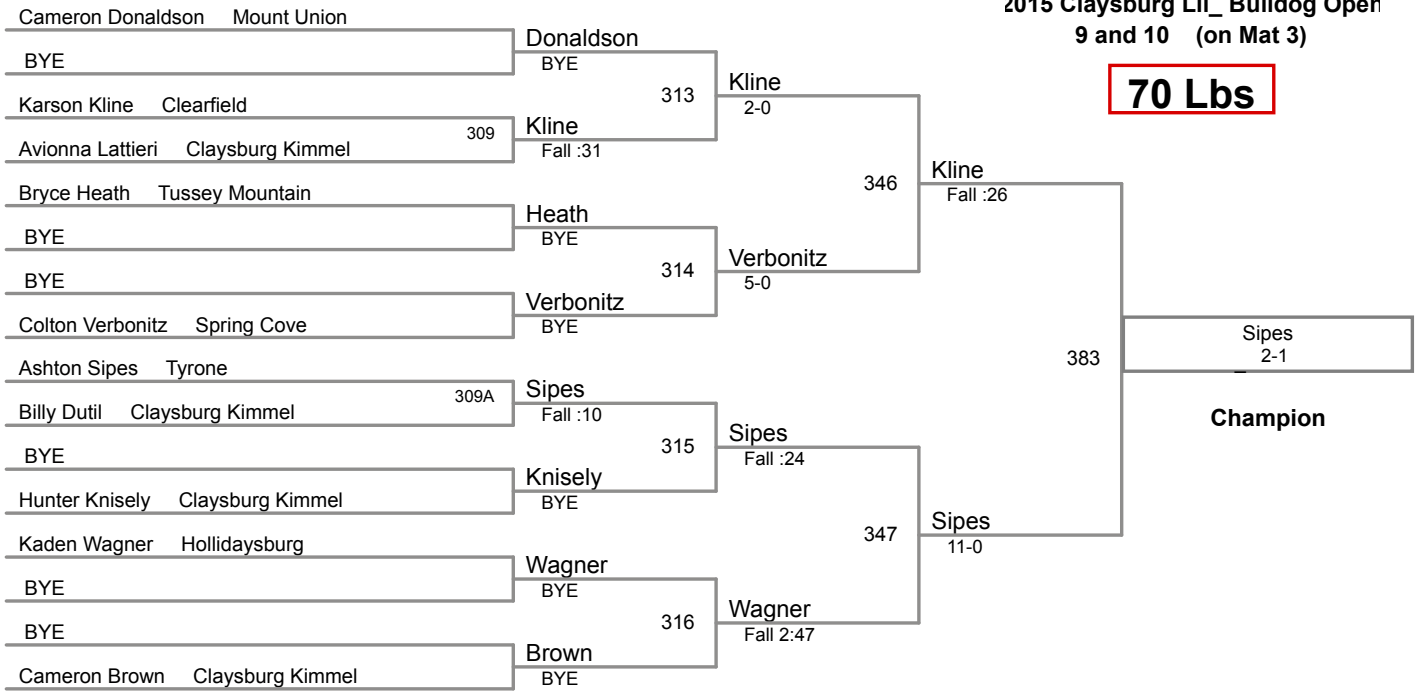 2015 Claysburg Lil_ Bulldog Open
9 and 10 (on Mat 3)
70 Lbs
Cameron Donaldson Mount Union
BYE
Donaldson
BYE
Karson Kline Clearfield
309
Avionna Lattieri Claysburg Kimmel
Kline
Fall :31
313
Kline
2-0
Bryce Heath Tussey Mountain
BYE
Heath
BYE
BYE
Colton Verbonitz Spring Cove
Verbonitz
BYE
314
Verbonitz
5-0
346
Kline
Fall :26
Ashton Sipes Tyrone
309A
Billy Dutil Claysburg Kimmel
Sipes
Fall :10
BYE
Hunter Knisely Claysburg Kimmel
Knisely
BYE
315
Sipes
Fall :24
Kaden Wagner Hollidaysburg
BYE
Wagner
BYE
BYE
Cameron Brown Claysburg Kimmel
Brown
BYE
316
Wagner
Fall 2:47
347
Sipes
11-0
383
Sipes
2-1
_
Champion